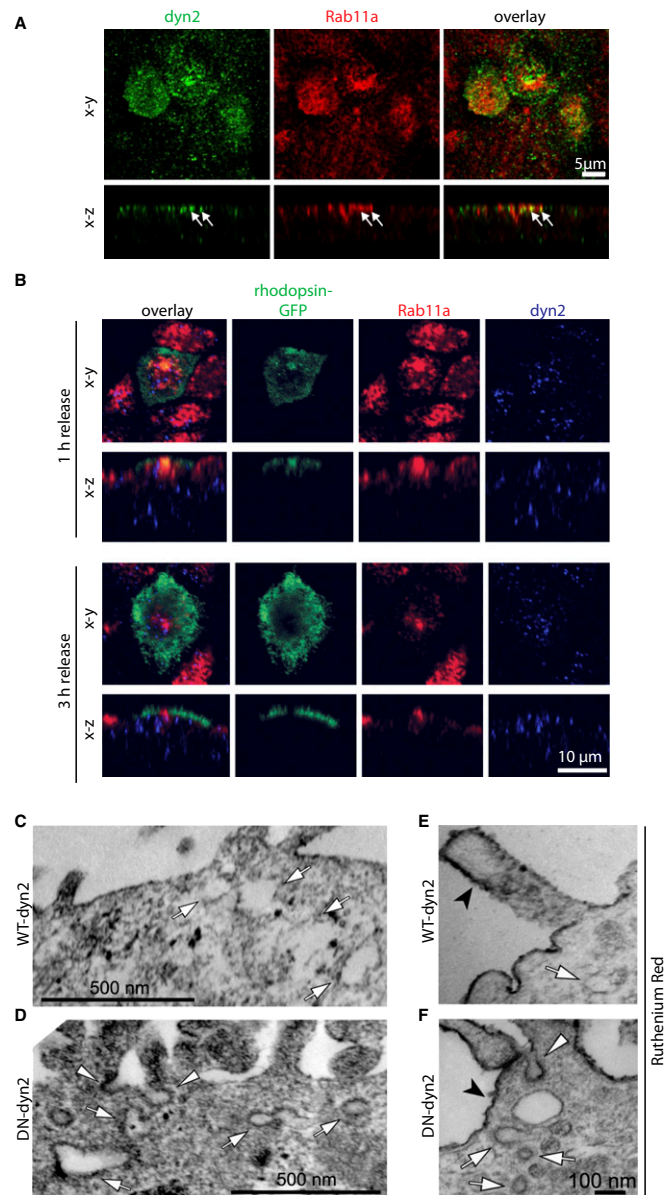 A
dyn2 Rab11a overlay
x-y
5µm
x-z
B
overlay rhodopsin-GFP Rab11a dyn2
1 h release
x-y
x-z
3 h release
x-y
x-z
10 µm
C E
WT-dyn2 WT-dyn2
500 nm
D F
DN-dyn2 DN-dyn2
500 nm 100 nm
Ruthenium Red